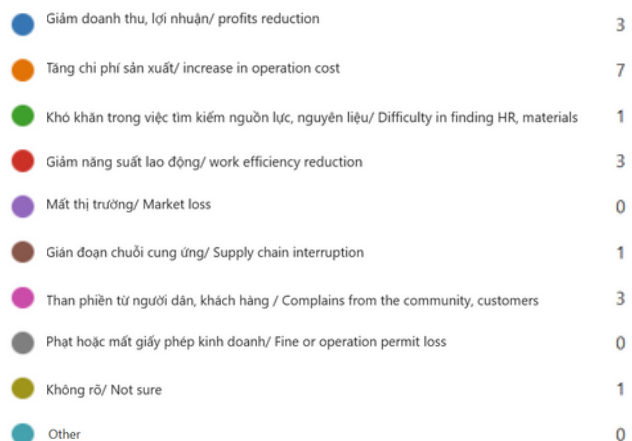 Giảm doanh thu, lợi nhuận/ profits reduction 3
Tăng chi phí sản xuất/ increase in operation cost 7
Khó khăn trong việc tìm kiếm nguồn lực, nguyên liệu/ Difficulty in finding HR, materials 1
Giảm năng suất lao động/ work efficiency reduction 3
Mất thị trường/ Market loss 0
Gián đoạn chuỗi cung ứng/ Supply chain interruption 1
Than phiền từ người dân, khách hàng / Complains from the community, customers 3
Phạt hoặc mất giấy phép kinh doanh/ Fine or operation permit loss 0
Không rõ/ Not sure 1
Other 0